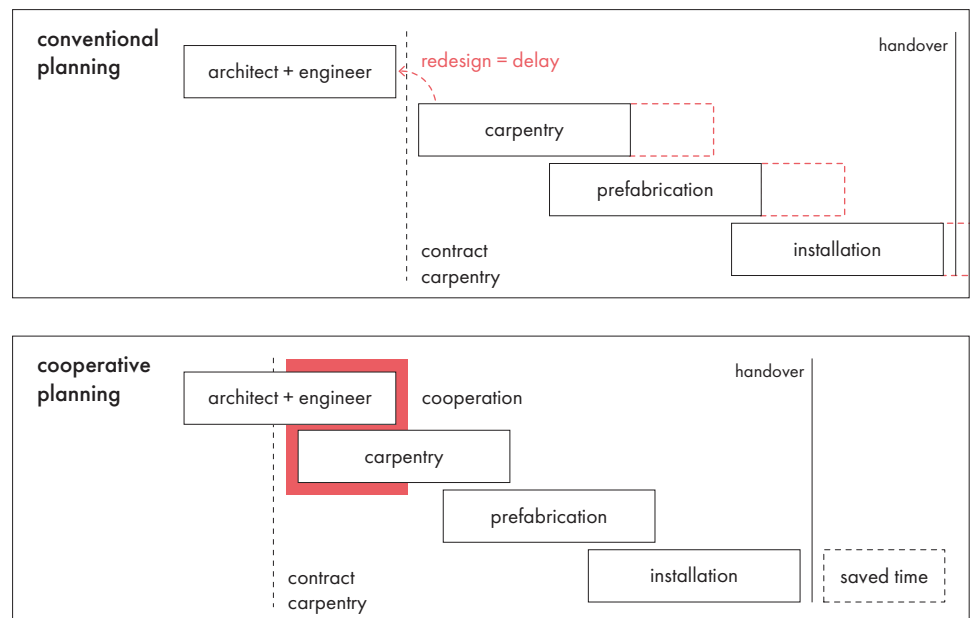 conventional
planning
architect + engineer
redesign = delay
handover
carpentry
prefabrication
installation
contract
carpentry
cooperative
planning
architect + engineer
cooperation
handover
carpentry
prefabrication
installation
saved time
contract
carpentry